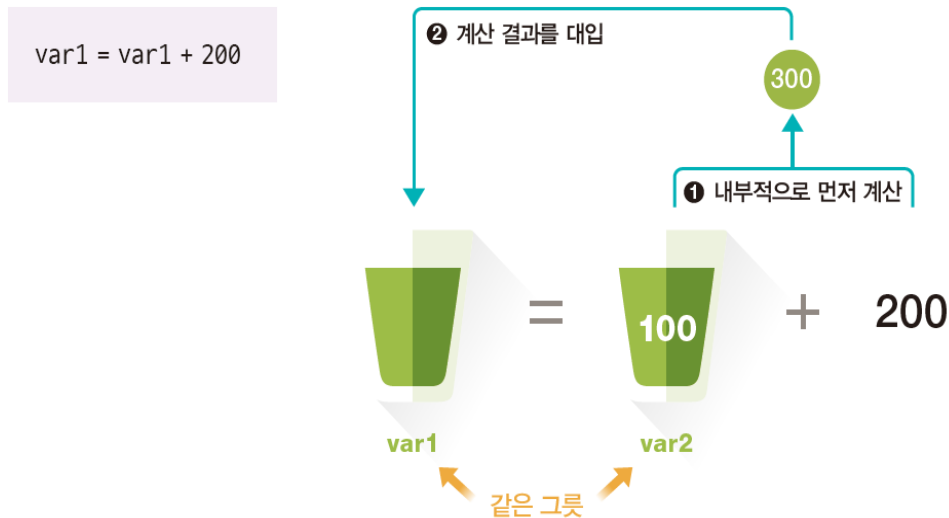 var1 = var1 + 200
❷ 계산 결과를 대입
300
❶ 내부적으로 먼저 계산
= 100 + 200
var1 var2
같은 그릇